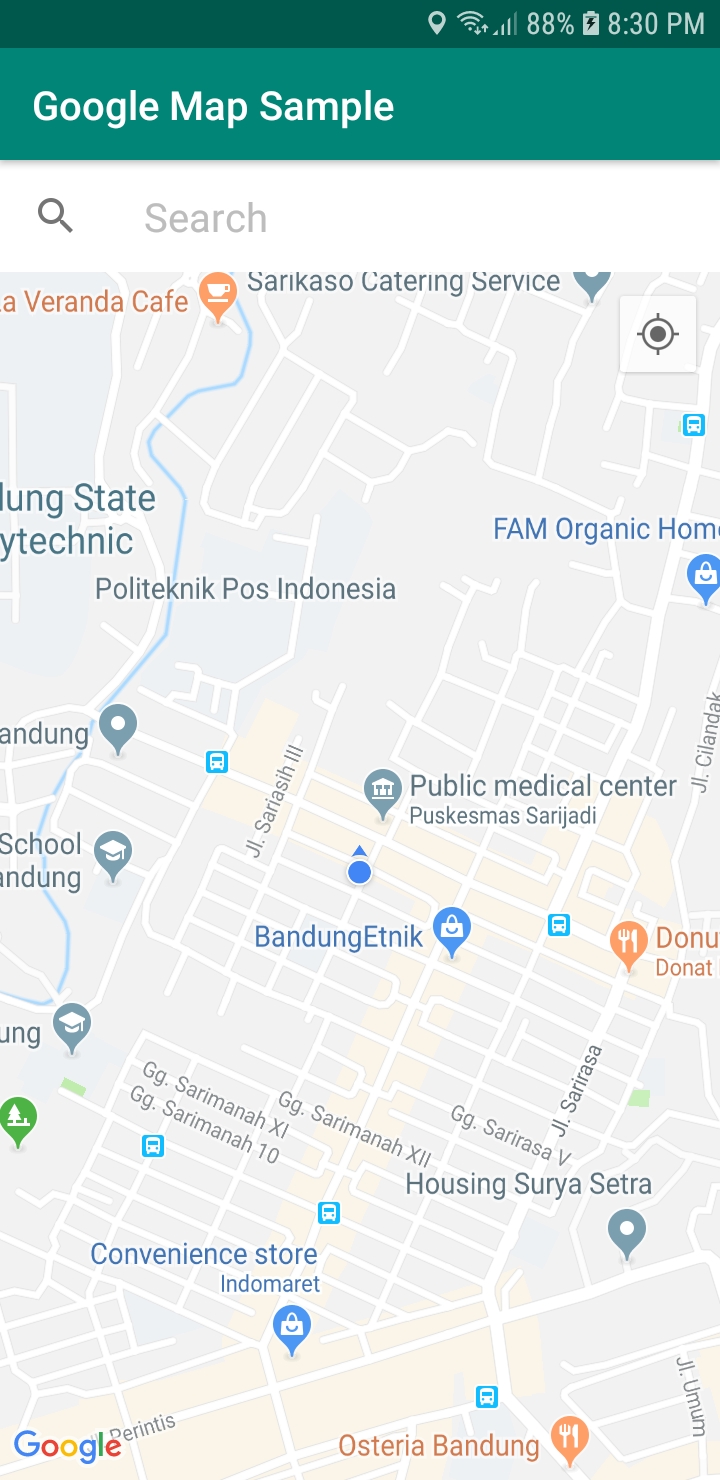 88% 8:30 PM
Google Map Sample
Search
Sarikaso Catering Service
a Veranda Cafe
lung State
ytechnic
FAM Organic Home
Politeknik Pos Indonesia
andung
Jl. Cilandak
Jl. Sariasih III
Public medical center
Puskesmas Sarijadi
School
andung
BandungEtnik
Donu
Donat
ung
Jl. Sarirasa
Gg. Sarimanah XI
Gg. Sarimanah 10
Gg. Sarimanah XII
Gg. Sarirasa V
Housing Surya Setra
Convenience store
Indomaret
Jl. Umum
Perintis
Google
Osteria Bandung